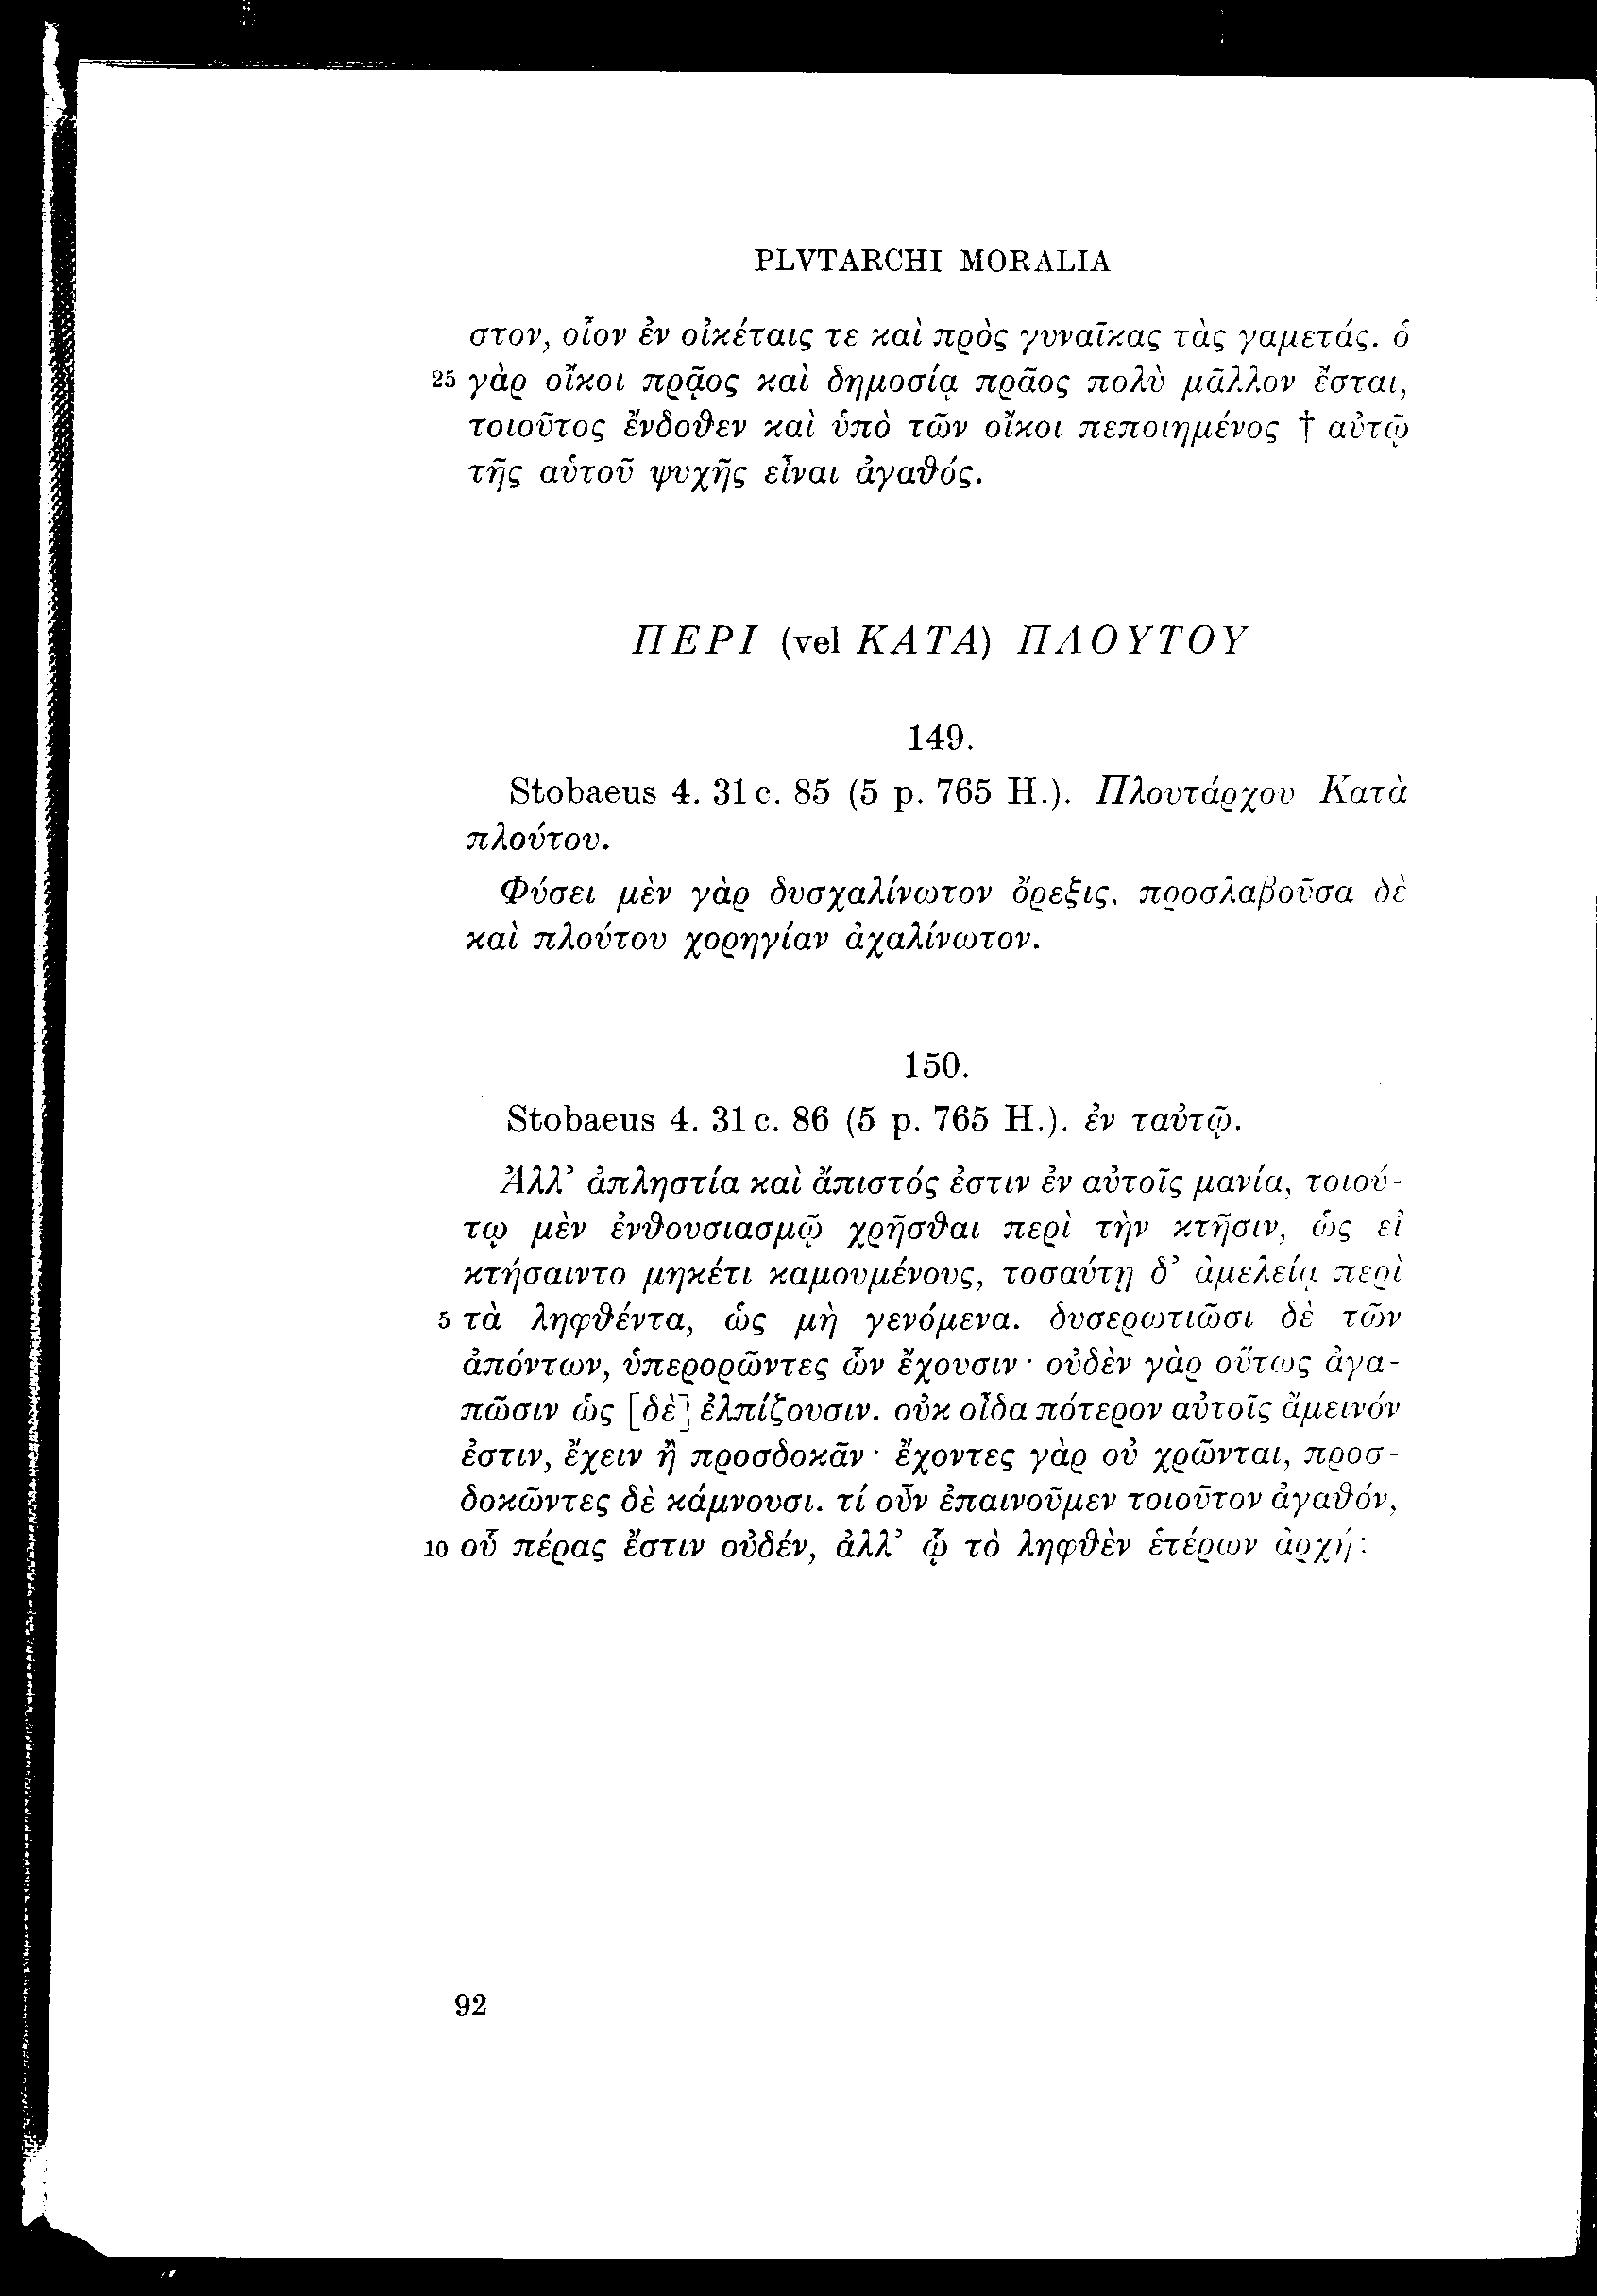 PLVTARCHI MORALIA
στον, οἷον ἐν οἰκέταις τε καὶ πρὸς γυναῖκας τὰς γαμετάς. ὁ
25 γὰρ οἴκοι πρᾷος καὶ δημοσίᾳ πρᾶος πολὺ μᾶλλον ἔσται,
τοιοῦτος ἔνδοθεν καὶ ὑπὸ τῶν οἴκοι πεποιημένος † αὐτῷ
τῆς αὑτοῦ ψυχῆς εἶναι ἀγαθός.
ΠΕΡΙ (vel ΚΑΤΑ) ΠΛΟΥΤΟΥ
149.
Stobaeus 4. 31 c. 85 (5 p. 765 H.). Πλουτάρχου Κατὰ
πλούτου.
Φύσει μὲν γὰρ δυσχαλίνωτον ὄρεξις, προσλαβοῦσα δὲ
καὶ πλούτου χορηγίαν ἀχαλίνωτον.
150.
Stobaeus 4. 31 c. 86 (5 p. 765 H.). ἐν ταὐτῷ.
Ἀλλ’ ἀπληστία καὶ ἄπιστός ἐστιν ἐν αὐτοῖς μανία, τοιού-
τῳ μὲν ἐνθουσιασμῷ χρῆσθαι περὶ τὴν κτῆσιν, ὡς εἰ
κτήσαιντο μηκέτι καμουμένους, τοσαύτῃ δ’ ἀμελείᾳ περὶ
5 τὰ ληφθέντα, ὡς μὴ γενόμενα. δυσερωτιῶσι δὲ τῶν
ἀπόντων, ὑπερορῶντες ὧν ἔχουσιν· οὐδὲν γὰρ οὕτως ἀγα-
πῶσιν ὡς [δὲ] ἐλπίζουσιν. οὐκ οἶδα πότερον αὐτοῖς ἄμεινόν
ἐστιν, ἔχειν ἢ προσδοκᾶν· ἔχοντες γὰρ οὐ χρῶνται, προσ-
δοκῶντες δὲ κάμνουσι. τί οὖν ἐπαινοῦμεν τοιοῦτον ἀγαθόν,
10 οὗ πέρας ἔστιν οὐδέν, ἀλλ’ ᾧ τὸ ληφθὲν ἑτέρων ἀρχή:
92